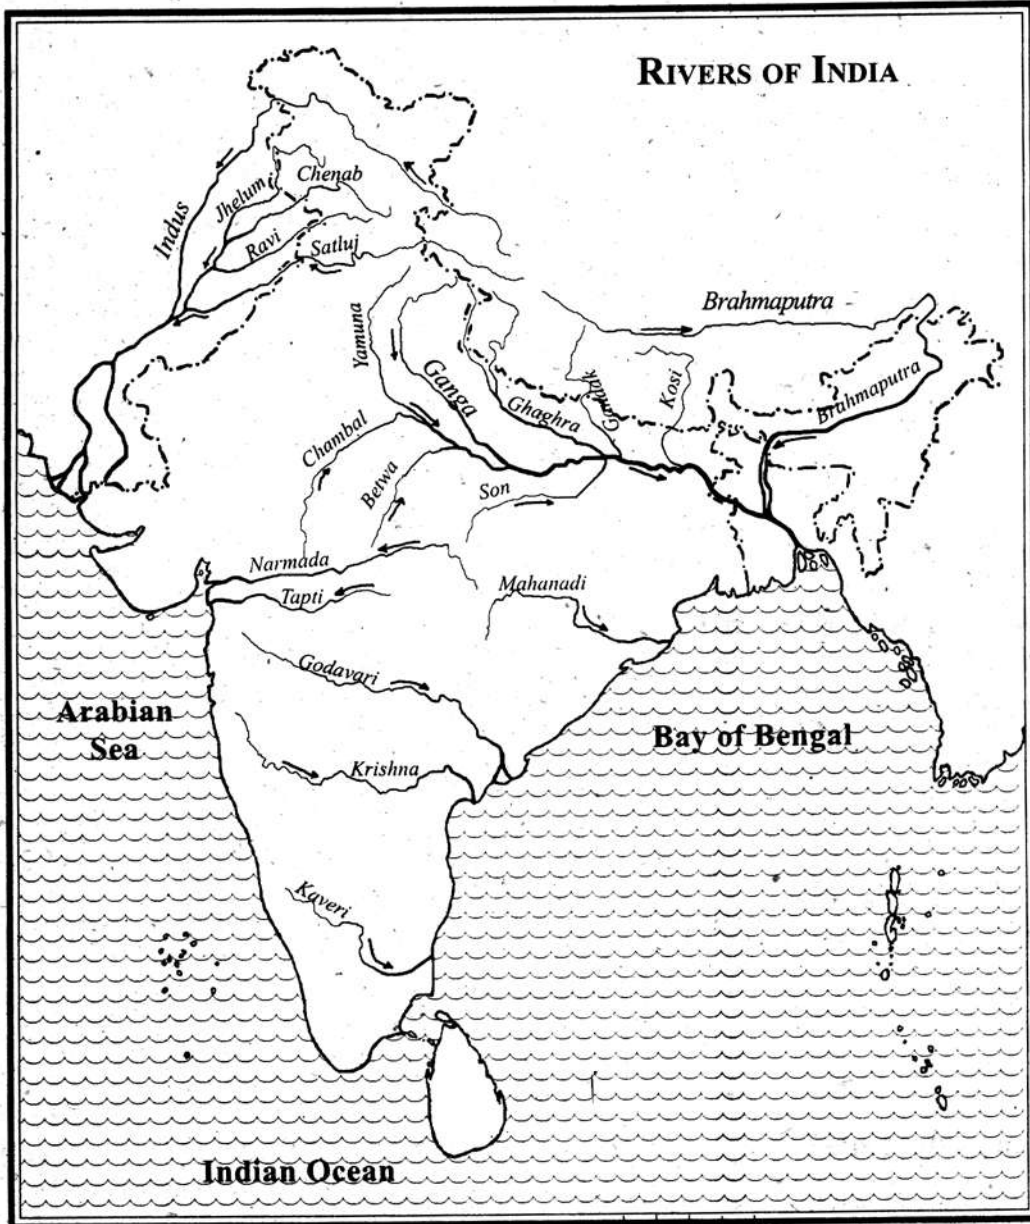 RIVERS OF INDIA
Chenab
Jhelum
Indus
Ravi
Satluj
Brahmaputra
Yamuna
Ganga
Ghaghra
Gandak
Kosi
Brahmaputra
Chambal
Betwa
Son
Narmada
Tapti
Mahanadi
Godavari
Arabian
Sea
Bay of Bengal
Krishna
Kaveri
Indian Ocean